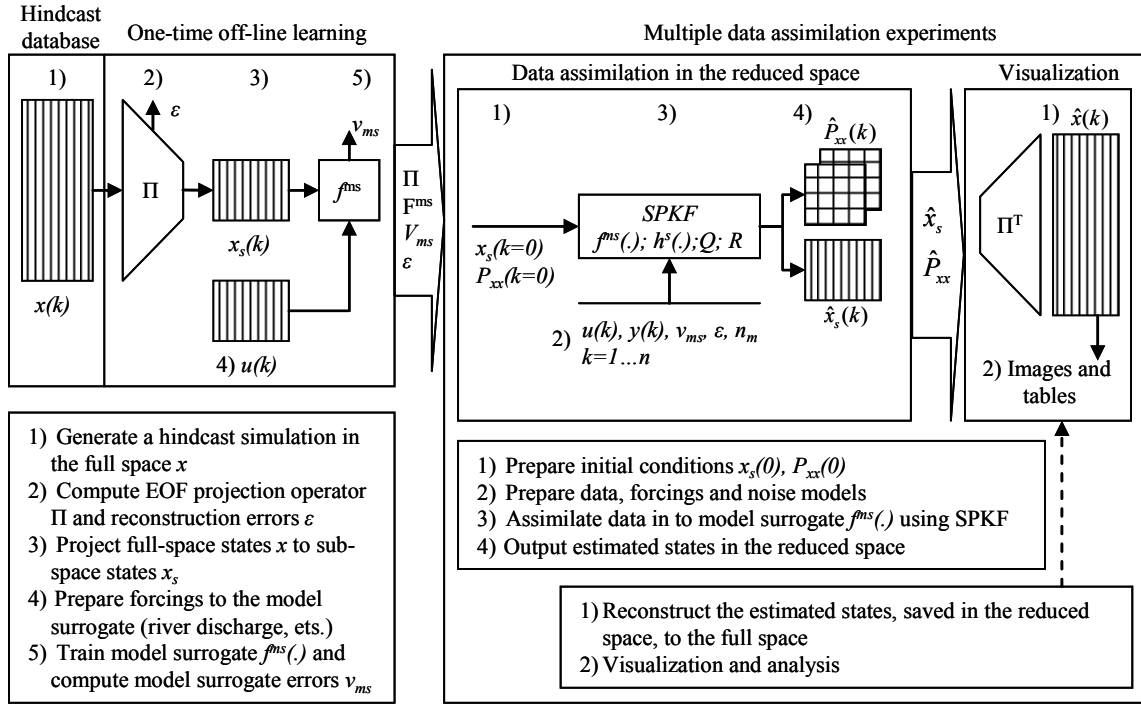 Hindcast
database
One-time off-line learning
Multiple data assimilation experiments
1)
2)
3)
5)
ε
ν_ms
Π
f^ms
x_s(k)
x(k)
4) u(k)
Π
F^ms
V_ms
ε
Data assimilation in the reduced space
1)
3)
4)
P̂_xx(k)
SPKF
f^ms(.); h^s(.);Q; R
x_s(k=0)
P_xx(k=0)
x̂_s(k)
2) u(k), y(k), ν_ms, ε, n_m
k=1…n
x̂_s
P̂_xx
Visualization
1)
x̂(k)
Π^T
2) Images and
tables
1) Generate a hindcast simulation in
the full space x
2) Compute EOF projection operator
Π and reconstruction errors ε
3) Project full-space states x to sub-
space states x_s
4) Prepare forcings to the model
surrogate (river discharge, ets.)
5) Train model surrogate f^ms(.) and
compute model surrogate errors ν_ms
1) Prepare initial conditions x_s(0), P_xx(0)
2) Prepare data, forcings and noise models
3) Assimilate data in to model surrogate f^ms(.) using SPKF
4) Output estimated states in the reduced space
1) Reconstruct the estimated states, saved in the reduced
space, to the full space
2) Visualization and analysis